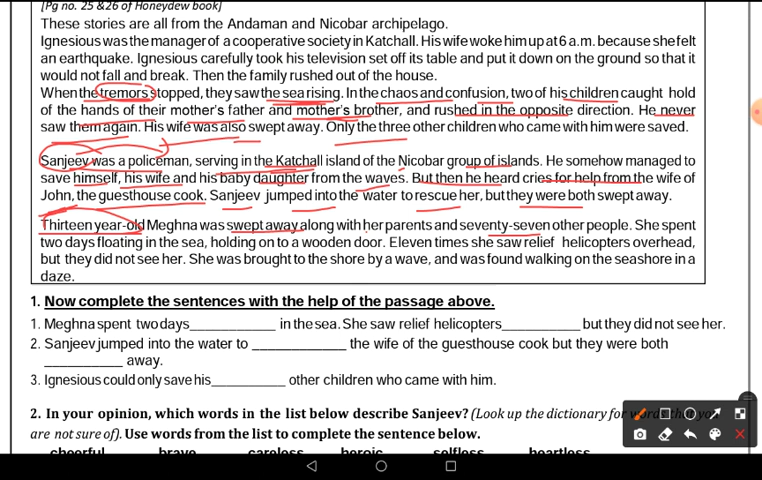 [Pg no. 25 &26 of Honeydew book]
These stories are all from the Andaman and Nicobar archipelago.
Ignesious was the manager of a cooperative society in Katchall. His wife woke him up at 6 a.m. because she felt
an earthquake. Ignesious carefully took his television set off its table and put it down on the ground so that it
would not fall and break. Then the family rushed out of the house.
When the tremors stopped, they saw the sea rising. In the chaos and confusion, two of his children caught hold
of the hands of their mother's father and mother's brother, and rushed in the opposite direction. He never
saw them again. His wife was also swept away. Only the three other children who came with him were saved.
Sanjeev was a policeman, serving in the Katchall island of the Nicobar group of islands. He somehow managed to
save himself, his wife and his baby daughter from the waves. But then he heard cries for help from the wife of
John, the guesthouse cook. Sanjeev jumped into the water to rescue her, but they were both swept away.
Thirteen year-old Meghna was swept away along with her parents and seventy-seven other people. She spent
two days floating in the sea, holding on to a wooden door. Eleven times she saw relief helicopters overhead,
but they did not see her. She was brought to the shore by a wave, and was found walking on the seashore in a
daze.
1. Now complete the sentences with the help of the passage above.
1. Meghna spent two days____________ in the sea. She saw relief helicopters___________ but they did not see her.
2. Sanjeev jumped into the water to _____________ the wife of the guesthouse cook but they were both
___________ away.
3. Ignesious could only save his__________ other children who came with him.
2. In your opinion, which words in the list below describe Sanjeev? (Look up the dictionary for words that you
are not sure of). Use words from the list to complete the sentence below.
cheerful brave careless heroic selfless heartless